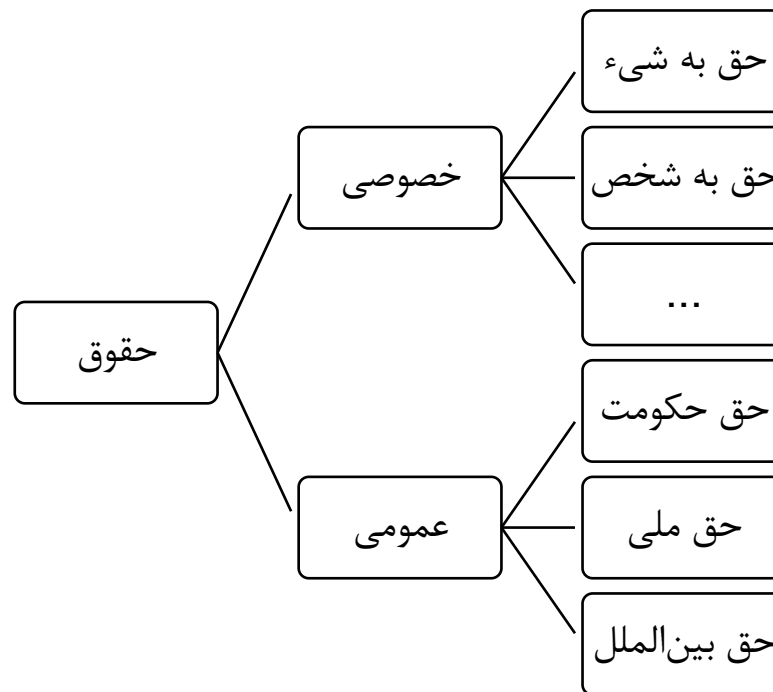 حقوق
خصوصی
حق به شیء
حق به شخص
...
عمومی
حق حکومت
حق ملی
حق بین‌الملل